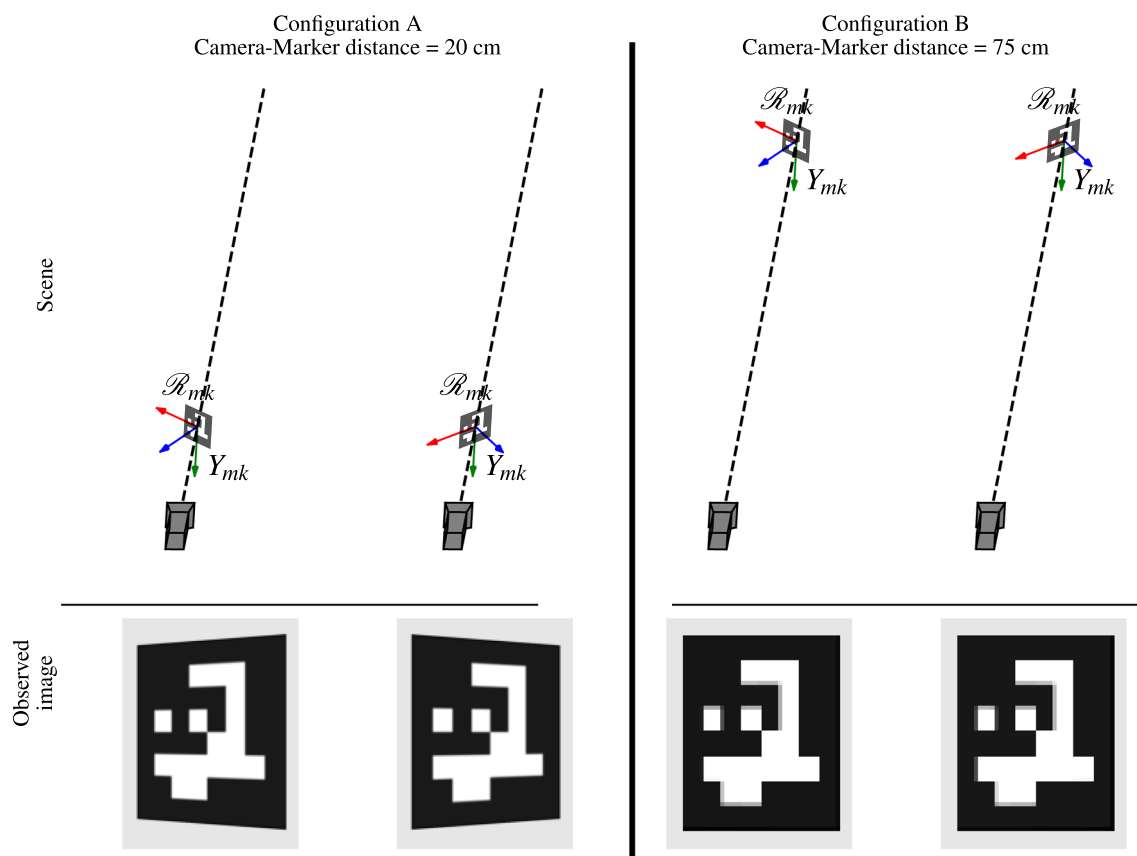 Configuration A
Camera-Marker distance = 20 cm
Configuration B
Camera-Marker distance = 75 cm
Scene
ℛmk
Ymk
ℛmk
Ymk
ℛmk
Ymk
ℛmk
Ymk
Observed
image